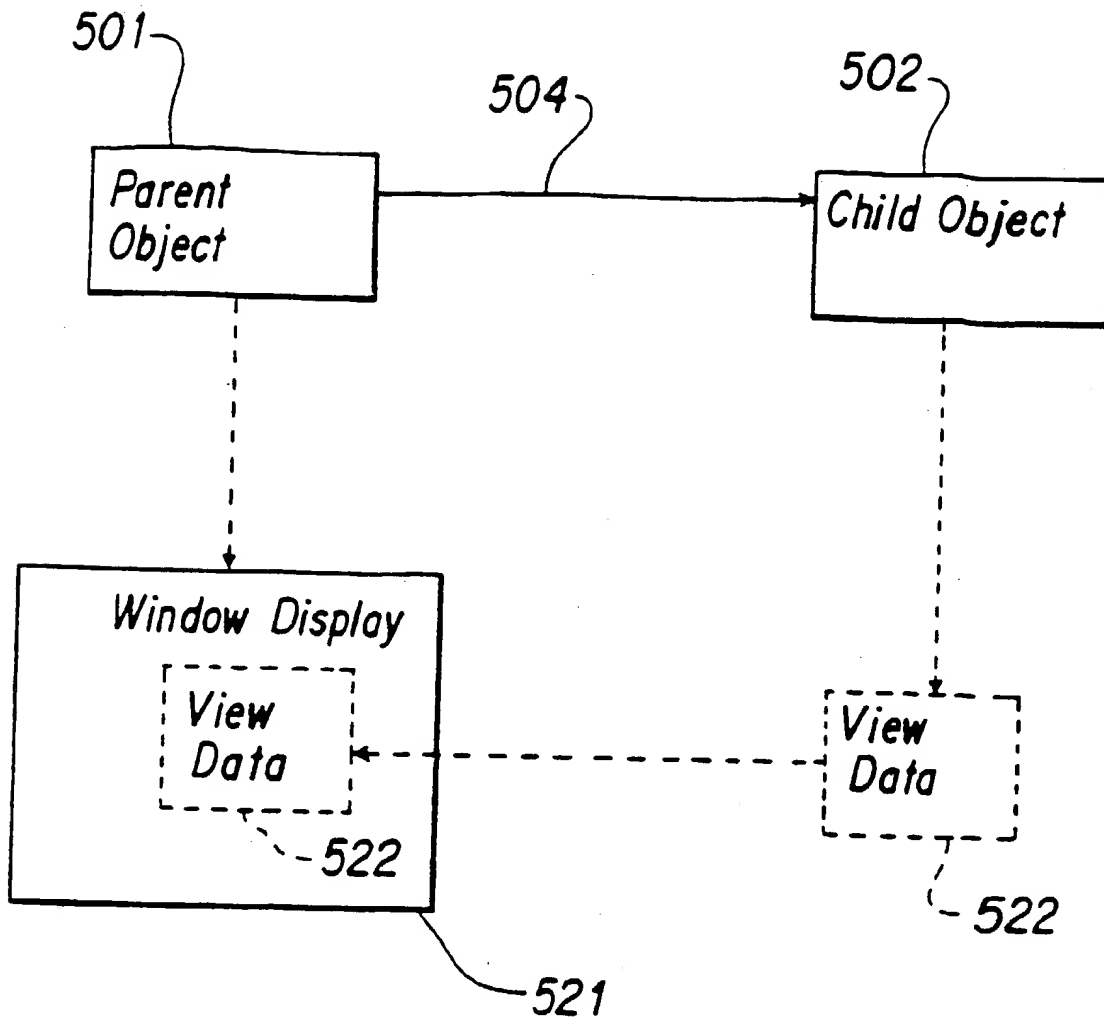 501
504
502
Parent
Object
Child Object
Window Display
View
Data
522
View
Data
522
521